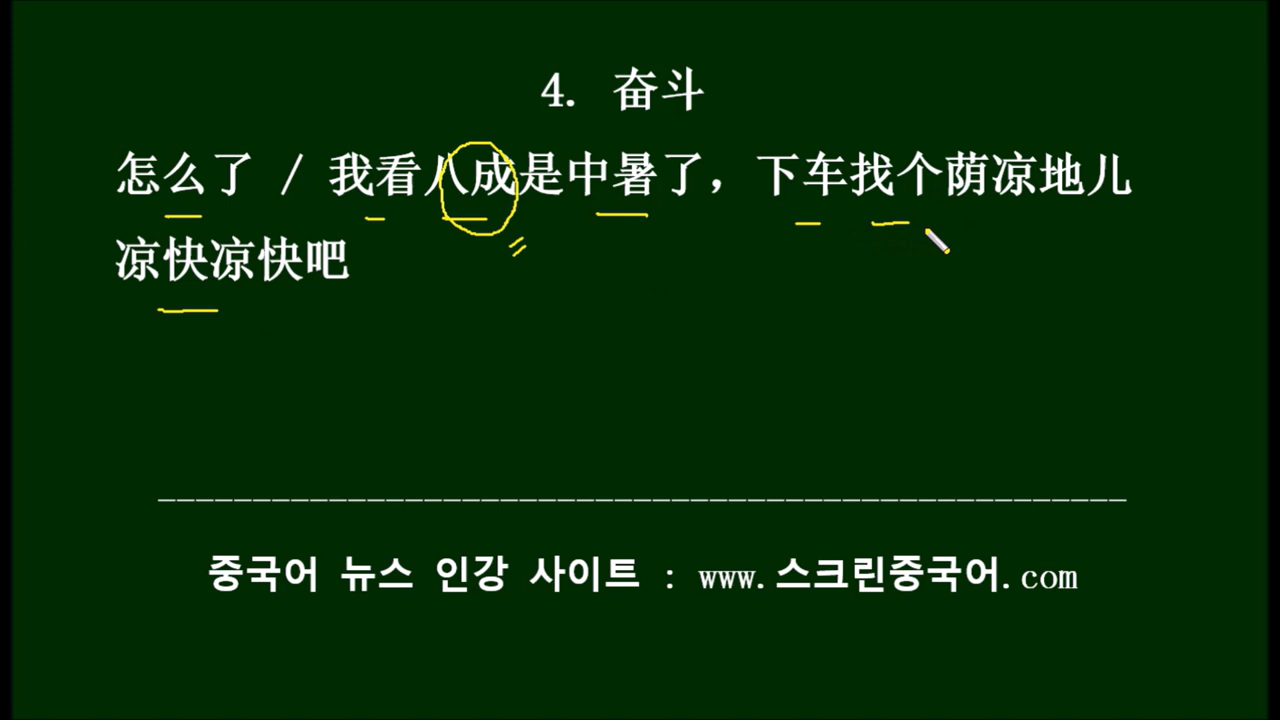 4. 奋斗
怎么了 / 我看八成是中暑了，下车找个荫凉地儿
凉快凉快吧
중국어 뉴스 인강 사이트 : www.스크린중국어.com